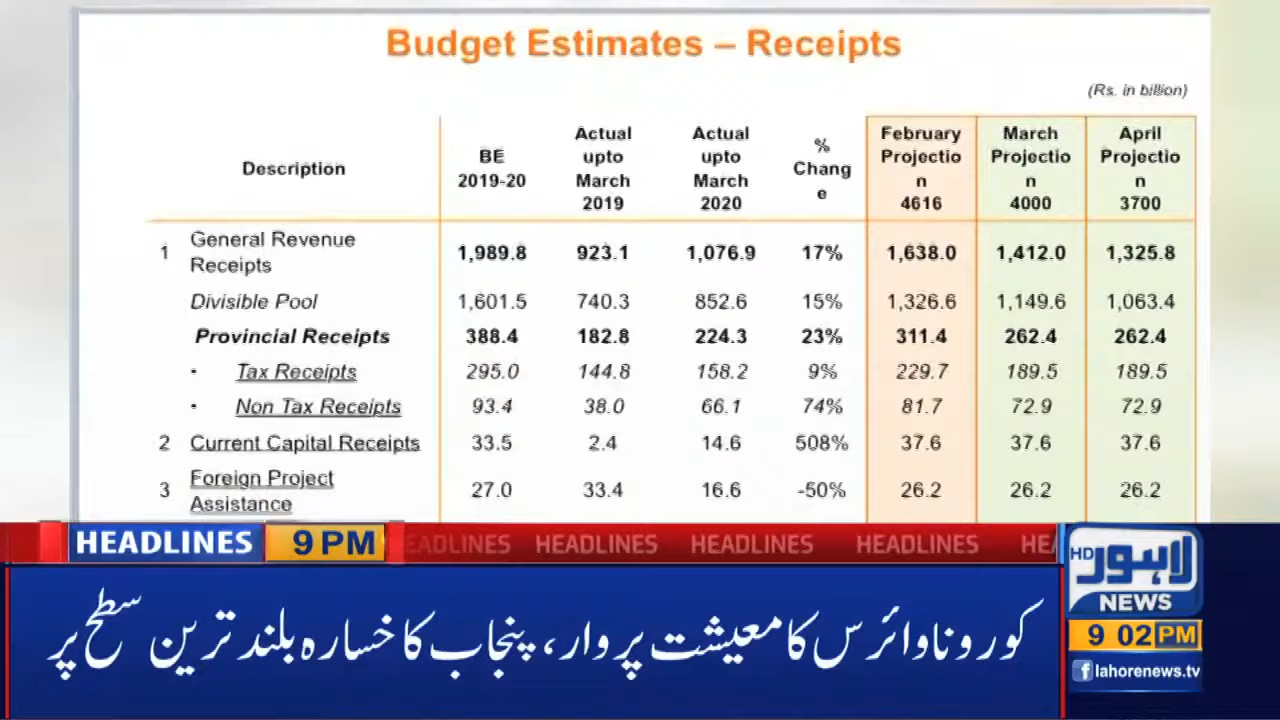 Budget Estimates – Receipts
(Rs. in billion)
Description BE 2019-20 Actual upto March 2019 Actual upto March 2020 % Chang e February Projectio n 4616 March Projectio n 4000 April Projectio n 3700
1 General Revenue Receipts 1,989.8 923.1 1,076.9 17% 1,638.0 1,412.0 1,325.8
Divisible Pool 1,601.5 740.3 852.6 15% 1,326.6 1,149.6 1,063.4
Provincial Receipts 388.4 182.8 224.3 23% 311.4 262.4 262.4
· Tax Receipts 295.0 144.8 158.2 9% 229.7 189.5 189.5
· Non Tax Receipts 93.4 38.0 66.1 74% 81.7 72.9 72.9
2 Current Capital Receipts 33.5 2.4 14.6 508% 37.6 37.6 37.6
3 Foreign Project Assistance 27.0 33.4 16.6 -50% 26.2 26.2 26.2
HEADLINES 9 PM EADLINES HEADLINES HEADLINES HEADLINES HEA
کورونا وائرس کا معیشت پر وار، پنجاب کا خسارہ بلند ترین سطح پر
HD لاہور
NEWS
9 02 PM
f lahorenews.tv